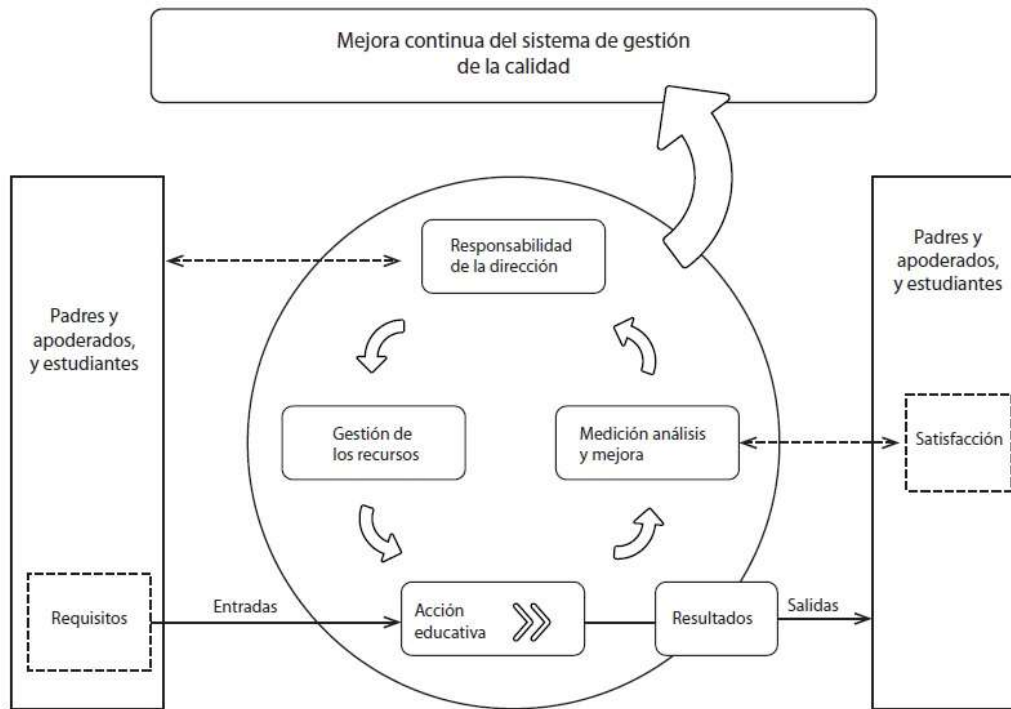 Mejora continua del sistema de gestión
de la calidad
Padres y
apoderados,
y estudiantes
Responsabilidad
de la dirección
Padres y
apoderados,
y estudiantes
Gestión de
los recursos
Medición análisis
y mejora
Satisfacción
Requisitos
Entradas
Acción
educativa
Resultados
Salidas